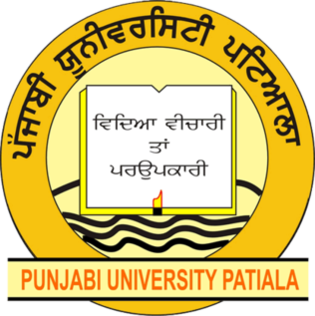 ਪੰਜਾਬੀ ਯੂਨੀਵਰਸਿਟੀ ਪਟਿਆਲਾ
ਵਿਦਿਆ ਵੀਚਾਰੀ
ਤਾਂ
ਪਰਉਪਕਾਰੀ
PUNJABI UNIVERSITY PATIALA